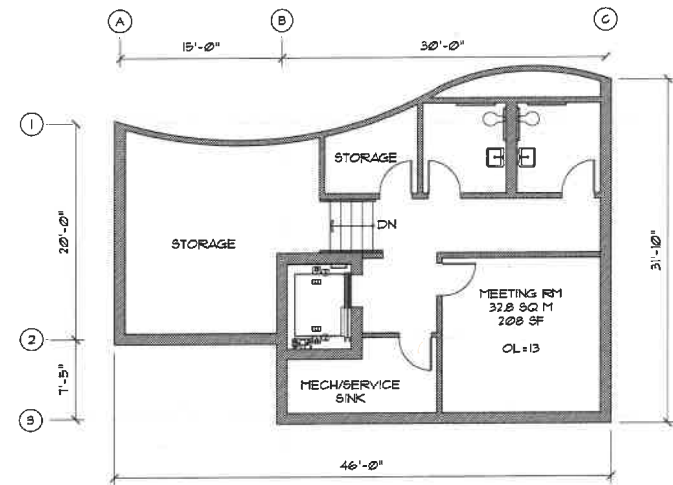 A
B
C
15'-0"
30'-0"
1
STORAGE
DN
20'-0"
STORAGE
31'-10"
MEETING RM
32.8 SQ M
208 SF
OL=13
2
7'-5"
MECH/SERVICE
SINK
3
46'-0"